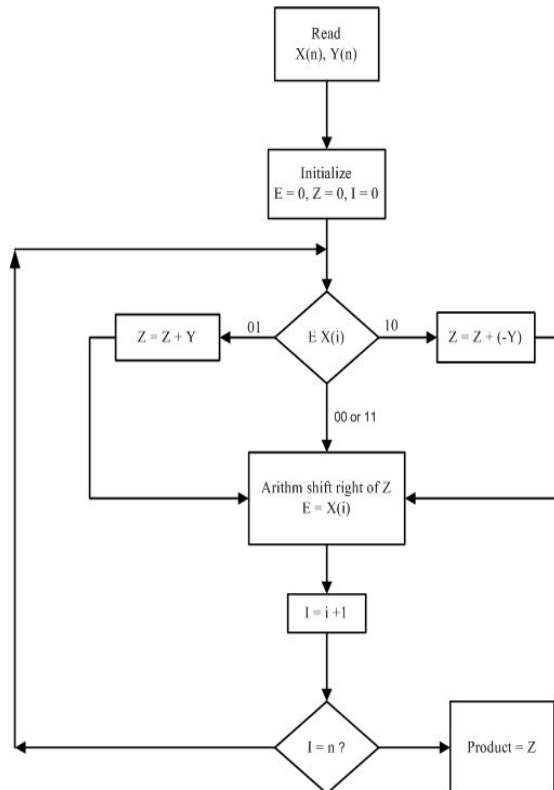 Read
X(n), Y(n)
Initialize
E = 0, Z = 0, I = 0
01
E X(i)
10
Z = Z + Y
Z = Z + (-Y)
00 or 11
Arithm shift right of Z
E = X(i)
I = i +1
I = n ?
Product = Z